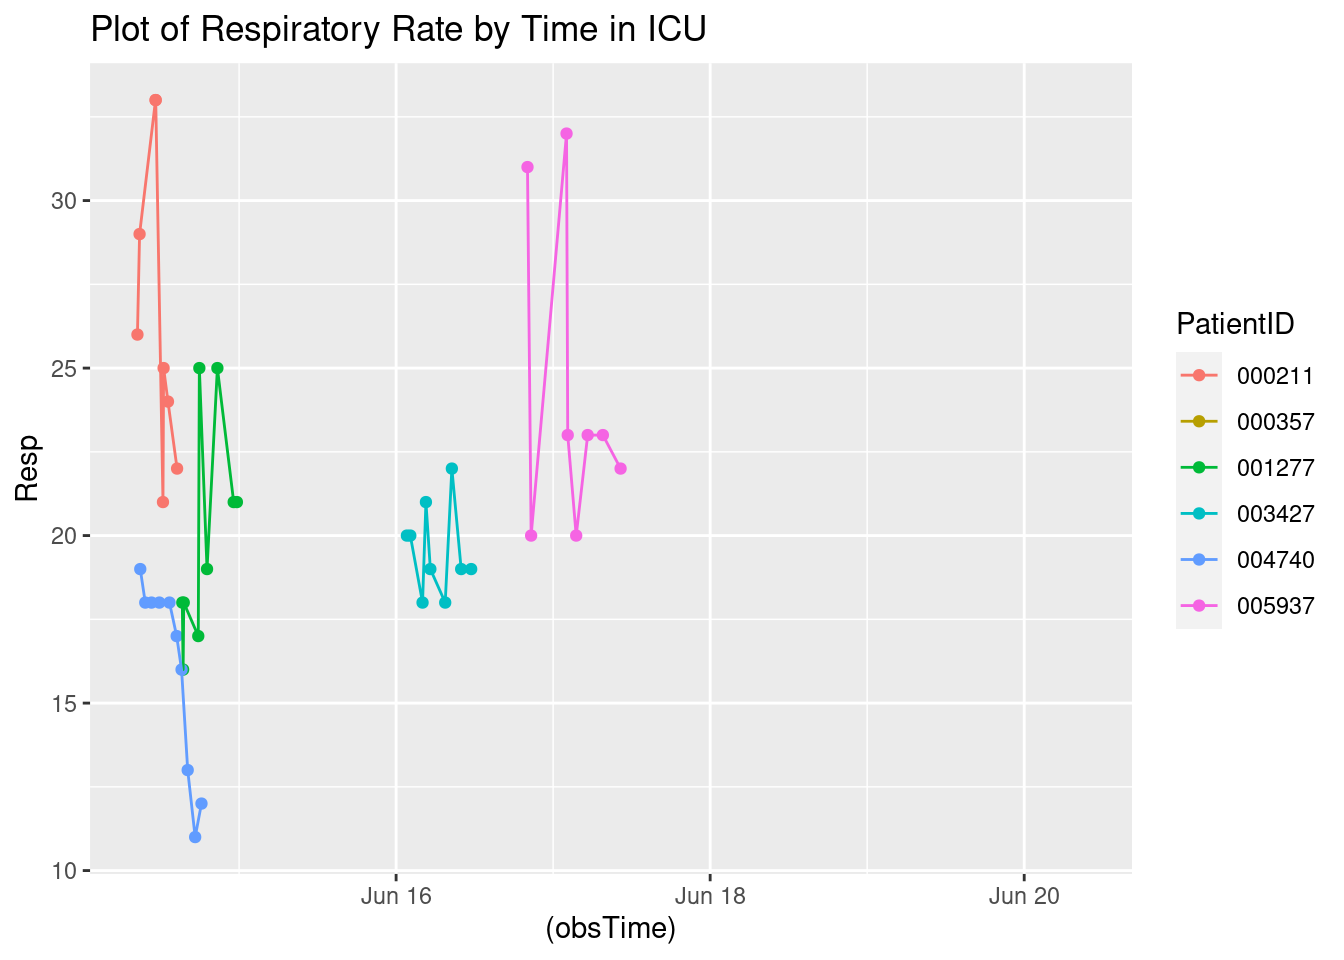 Plot of Respiratory Rate by Time in ICU
30
25
20
15
10
Resp
Jun 16
Jun 18
Jun 20
(obsTime)
PatientID
000211
000357
001277
003427
004740
005937